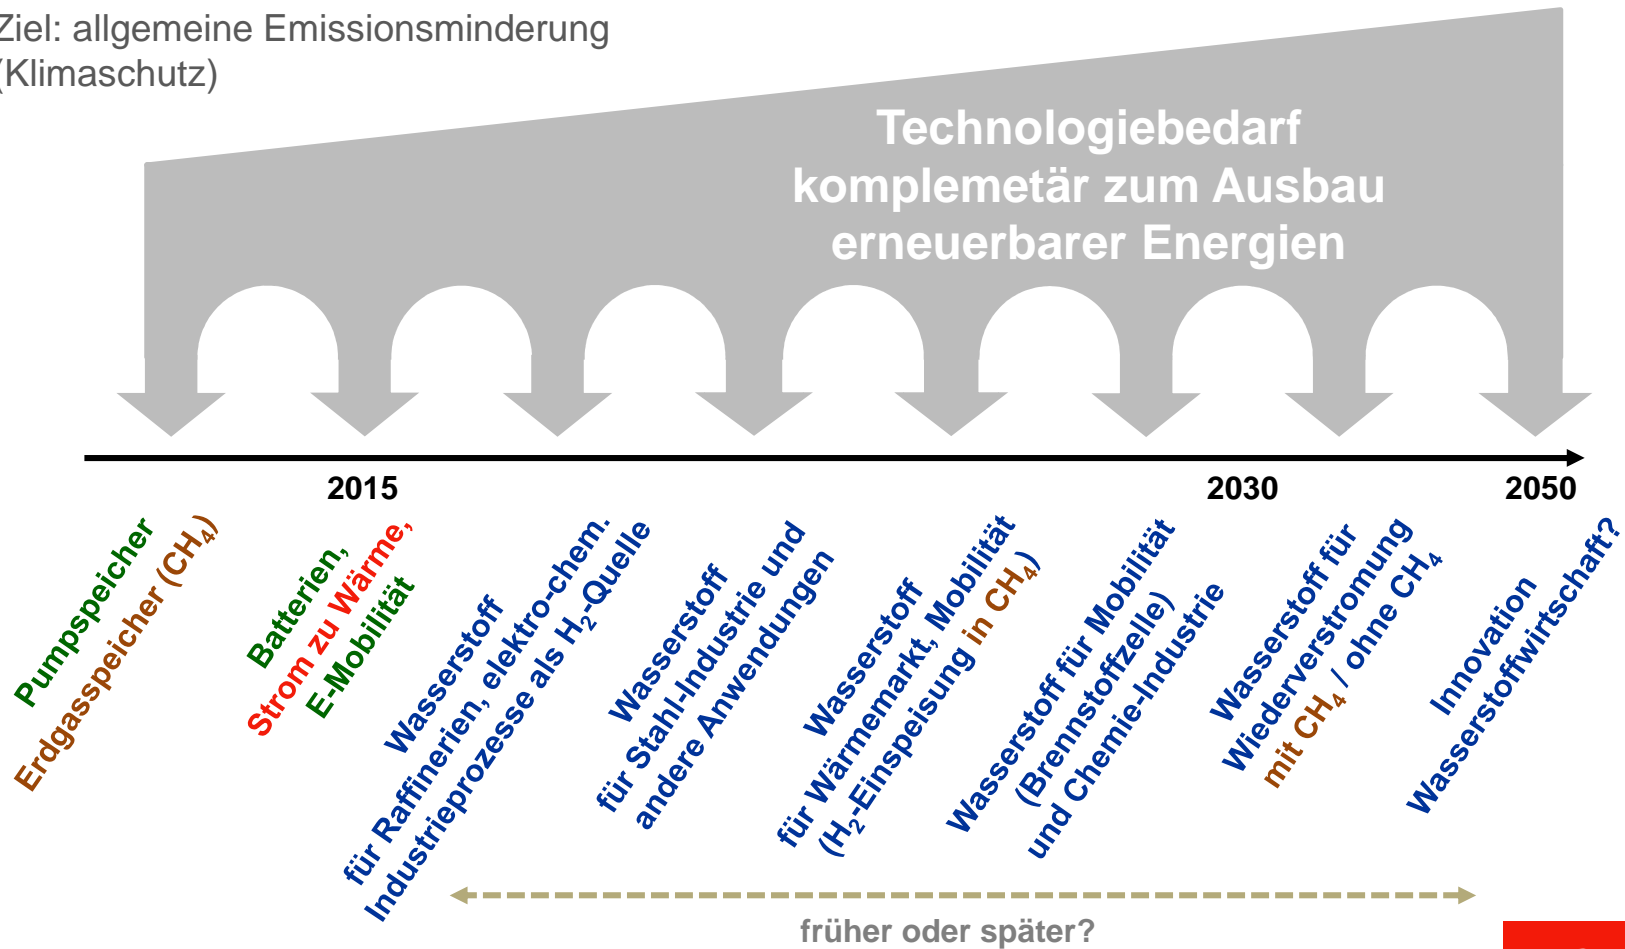 Ziel: allgemeine Emissionsminderung
(Klimaschutz)
Technologiebedarf
komplemetär zum Ausbau
erneuerbarer Energien
2015
2030
2050
Pumpspeicher
Erdgasspeicher (CH₄)
Batterien,
Strom zu Wärme,
E-Mobilität
Wasserstoff
für Raffinerien, elektro-chem.
Industrieprozesse als H₂-Quelle
Wasserstoff
für Stahl-Industrie und
andere Anwendungen
Wasserstoff
für Wärmemarkt, Mobilität
(H₂-Einspeisung in CH₄)
Wasserstoff für Mobilität
(Brennstoffzelle)
und Chemie-Industrie
Wasserstoff für
Wiederverstromung
mit CH₄ / ohne CH₄
Innovation
Wasserstoffwirtschaft?
früher oder später?